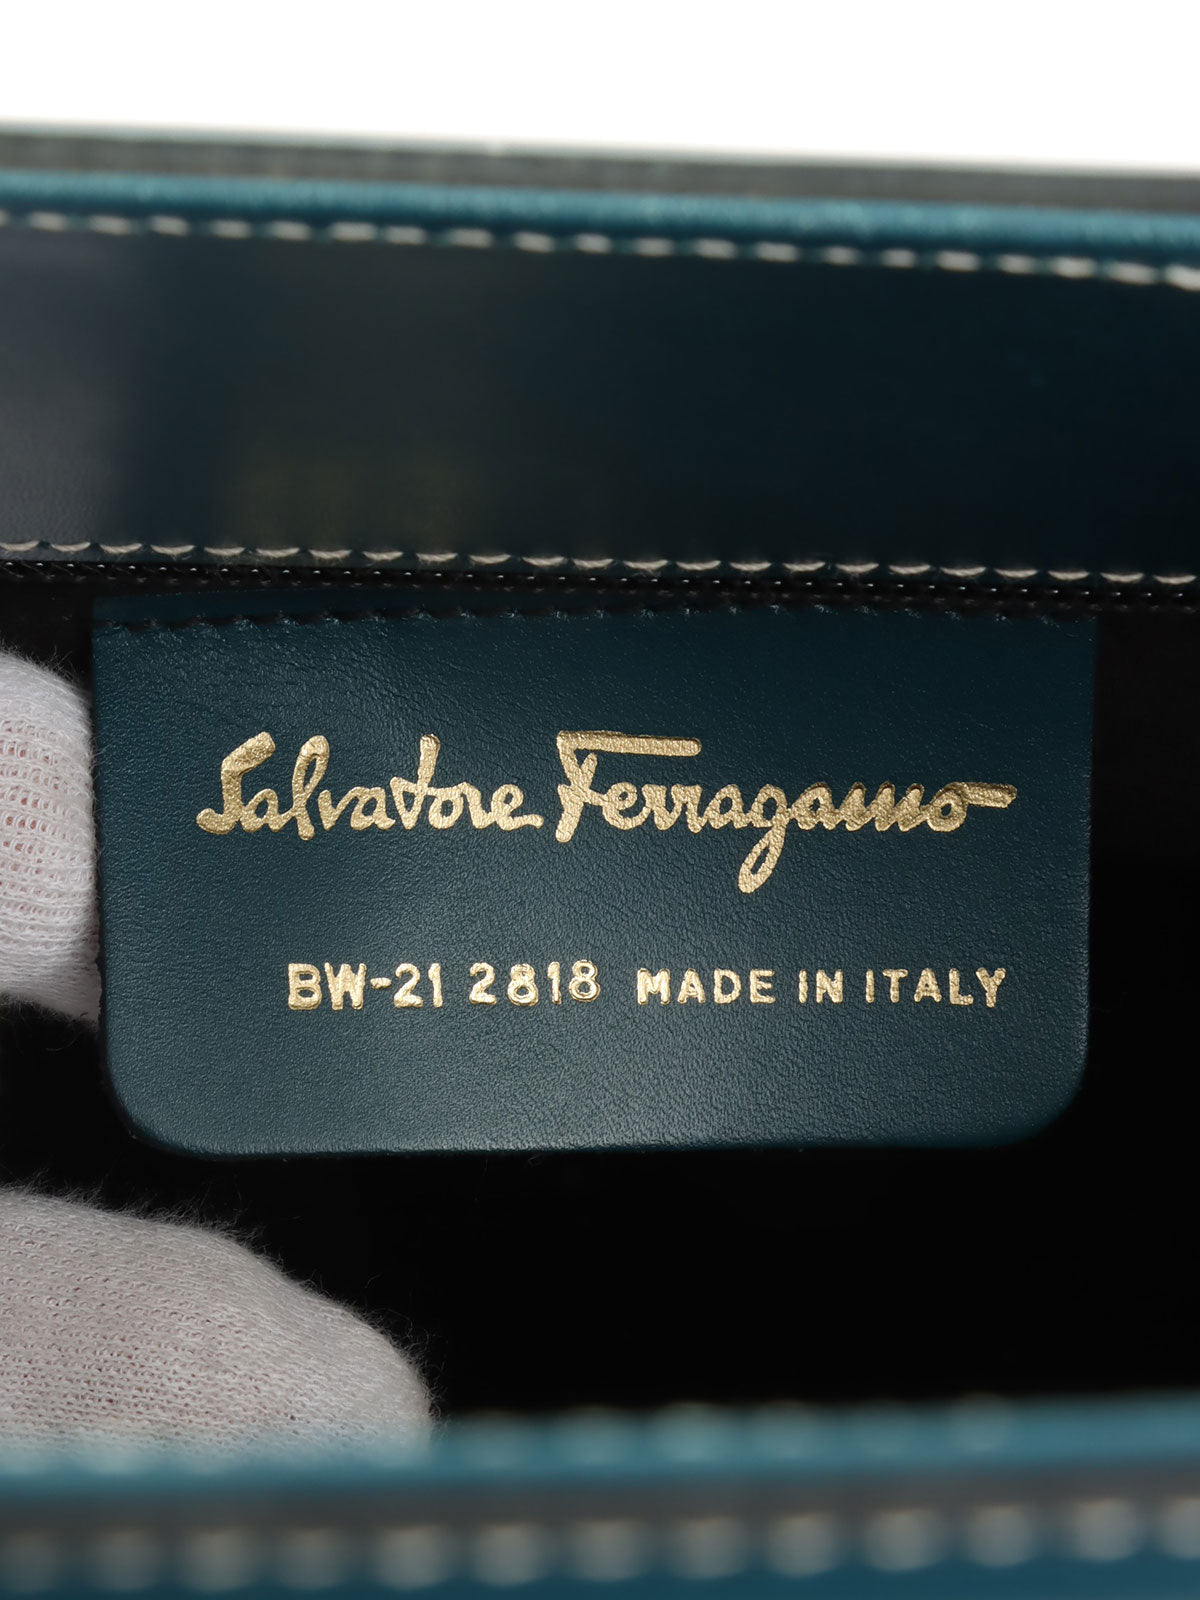 Salvatore Ferragamo
BW-21 2818 MADE IN ITALY